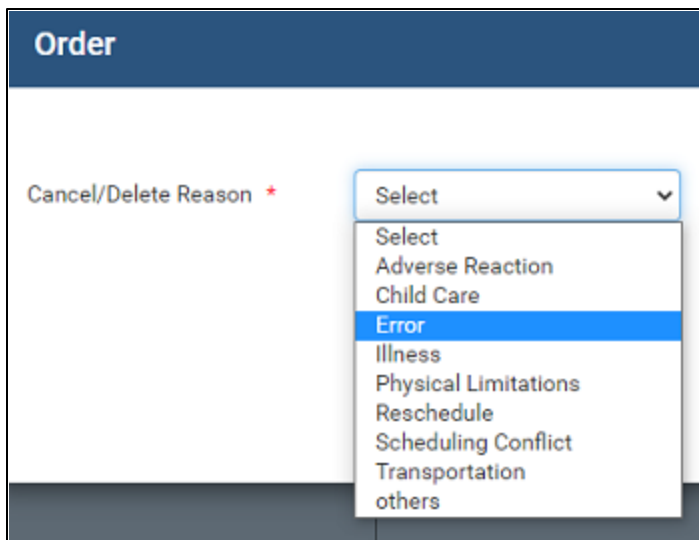 Order
Cancel/Delete Reason *
Select
Select
Adverse Reaction
Child Care
Error
Illness
Physical Limitations
Reschedule
Scheduling Conflict
Transportation
others